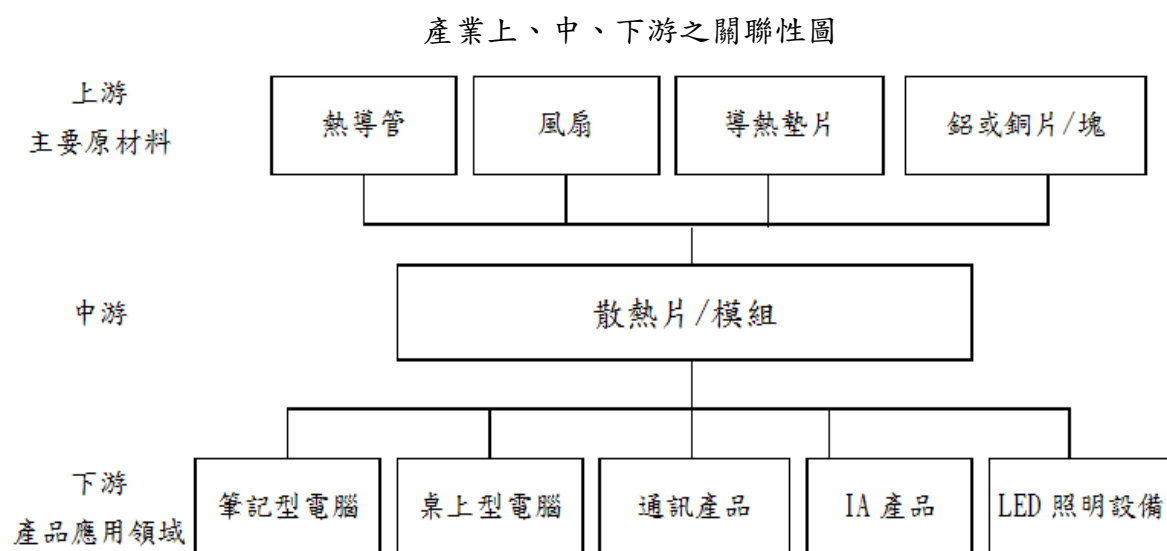 產業上、中、下游之關聯性圖
上游
主要原材料
熱導管
風扇
導熱墊片
鋁或銅片/塊
中游
散熱片/模組
下游
產品應用領域
筆記型電腦
桌上型電腦
通訊產品
IA 產品
LED 照明設備